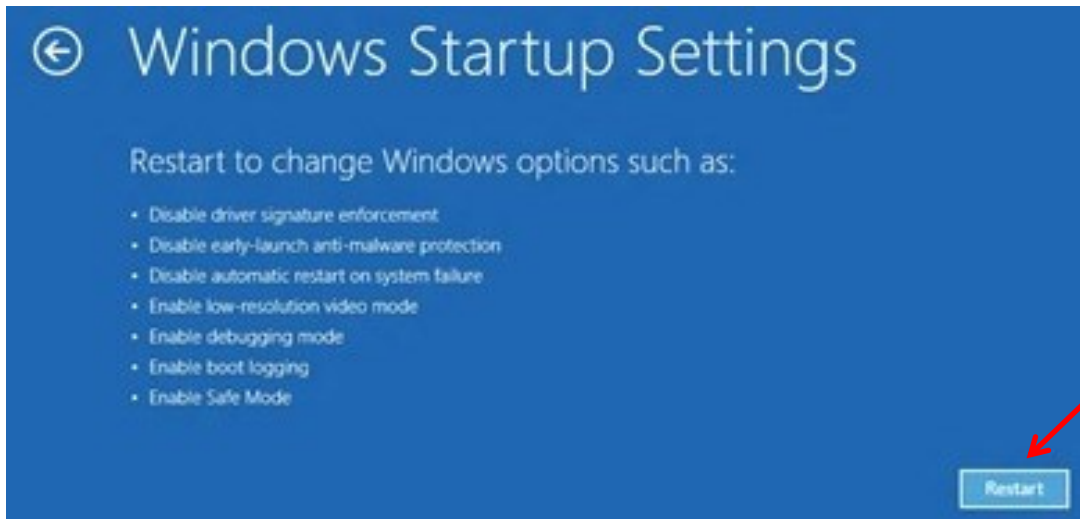 Windows Startup Settings
Restart to change Windows options such as:
• Disable driver signature enforcement
• Disable early-launch anti-malware protection
• Disable automatic restart on system failure
• Enable low-resolution video mode
• Enable debugging mode
• Enable boot logging
• Enable Safe Mode
Restart